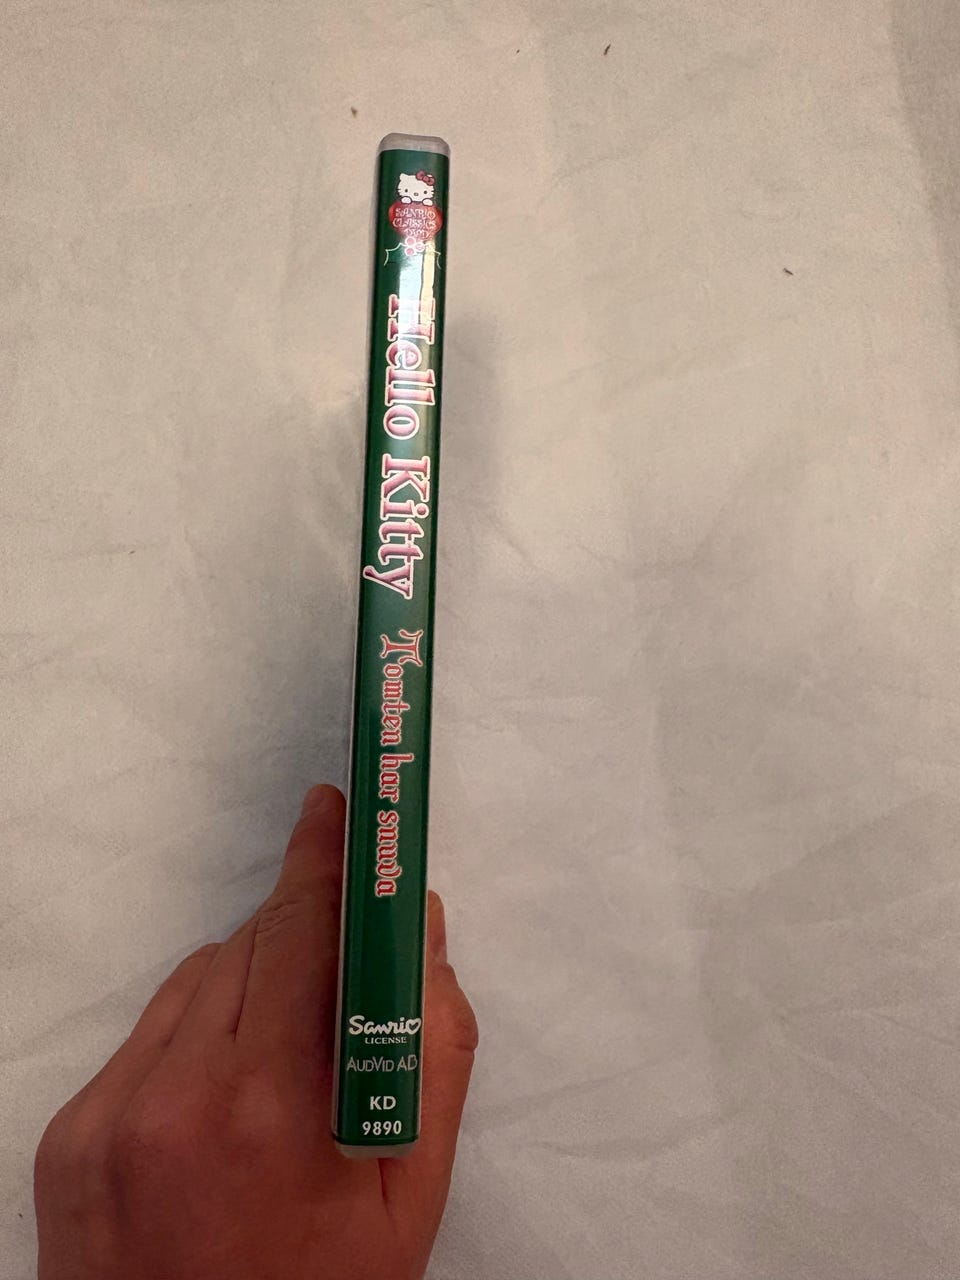 SANRIO
CLASSICS
DVD
Hello Kitty
Tomten har snuva
Sanrio
LICENSE
AUDVID AB
KD
9890